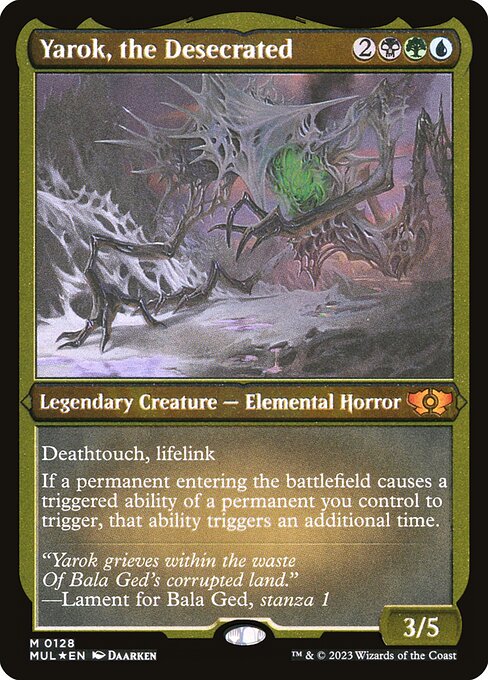 Yarok, the Desecrated 2
Legendary Creature — Elemental Horror
Deathtouch, lifelink
If a permanent entering the battlefield causes a
triggered ability of a permanent you control to
trigger, that ability triggers an additional time.
“Yarok grieves within the waste
Of Bala Ged’s corrupted land.”
—Lament for Bala Ged, stanza 1
3/5
M 0128
MUL★EN Daarken
™ & © 2023 Wizards of the Coast